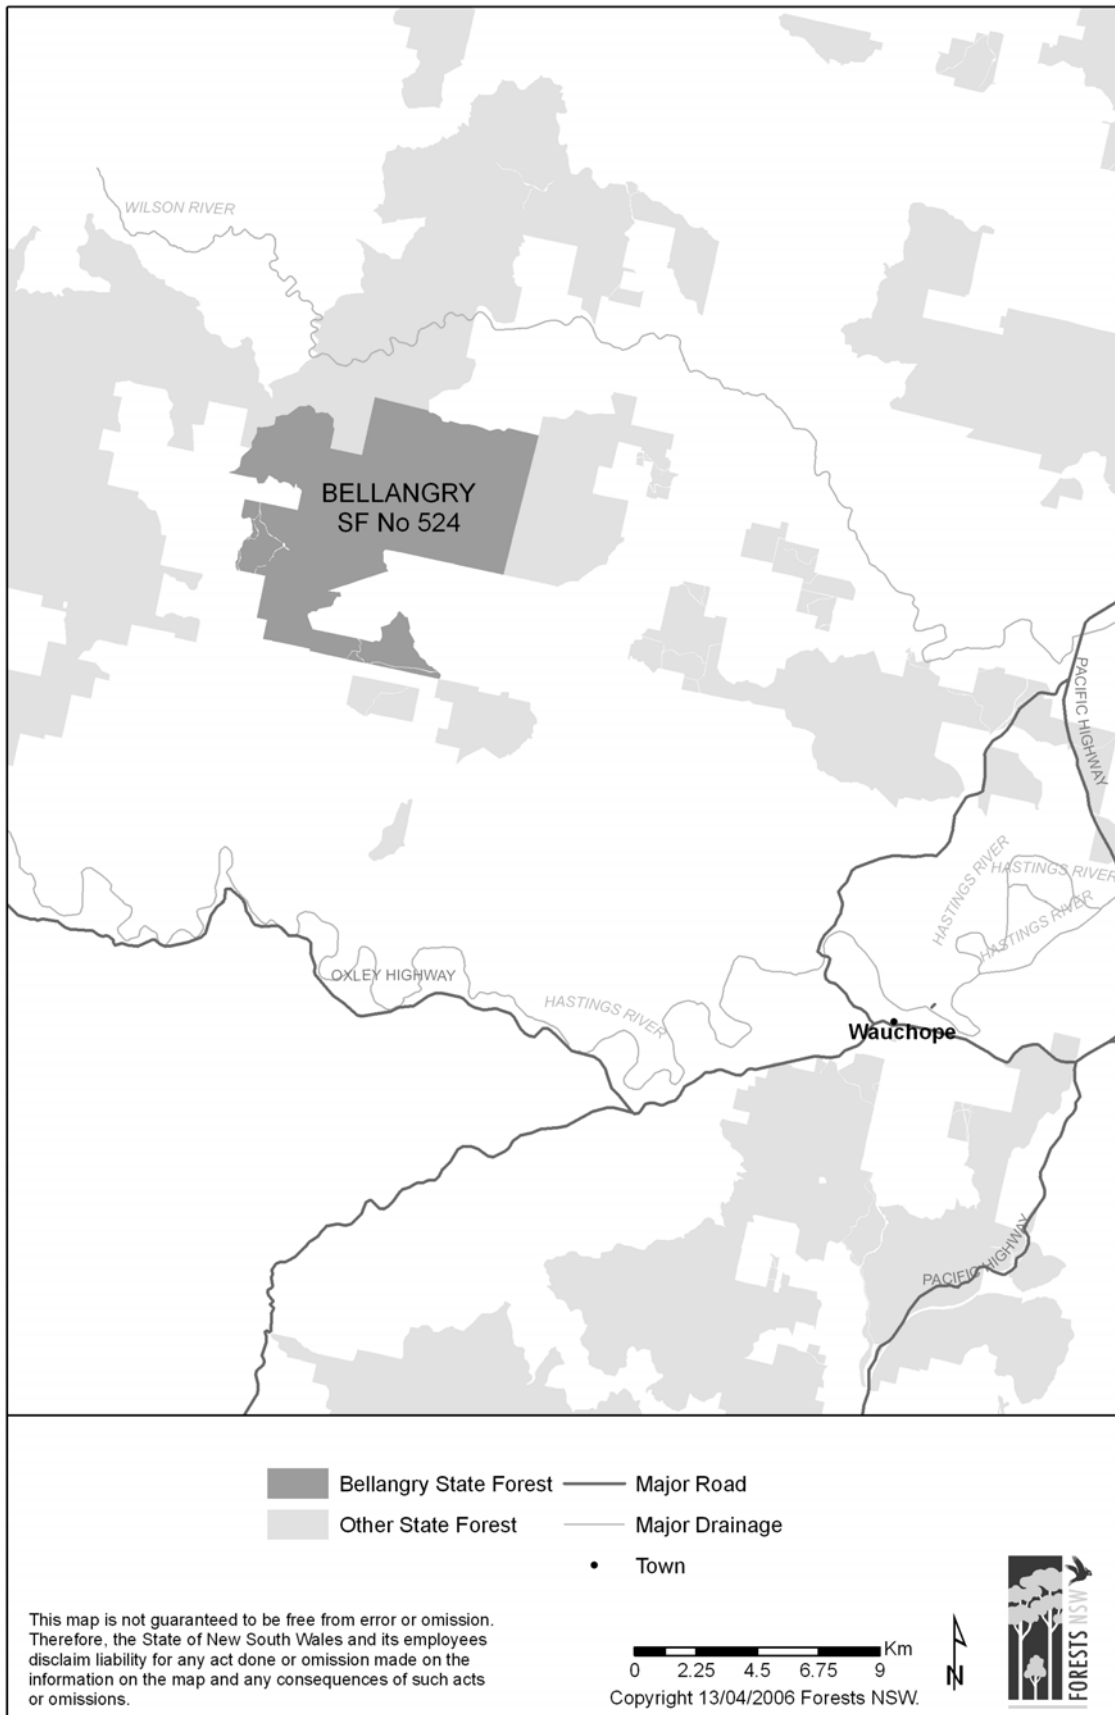 WILSON RIVER
BELLANGRY
SF No 524
PACIFIC HIGHWAY
HASTINGS RIVER
HASTINGS RIVER
HASTINGS RIVER
OXLEY HIGHWAY
HASTINGS RIVER
Wauchope
PACIFIC HIGHWAY
Bellangry State Forest
Major Road
Other State Forest
Major Drainage
Town
This map is not guaranteed to be free from error or omission.
Therefore, the State of New South Wales and its employees
disclaim liability for any act done or omission made on the
information on the map and any consequences of such acts
or omissions.
Km
0 2.25 4.5 6.75 9
Copyright 13/04/2006 Forests NSW.
N
FORESTS NSW